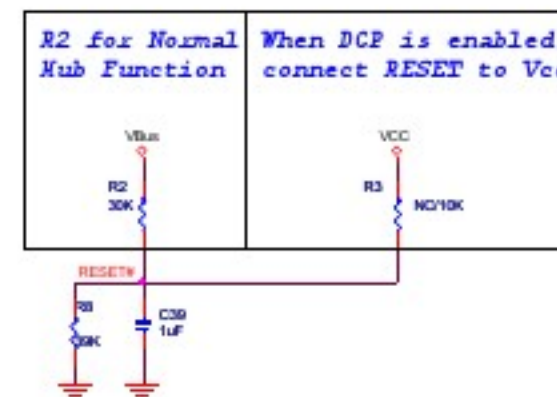 R2 for Normal
Hub Function
When DCP is enabled
connect RESET to Vcc
VBus
VCC
R2
30K
R3
NC/10K
RESET#
C39
1uF